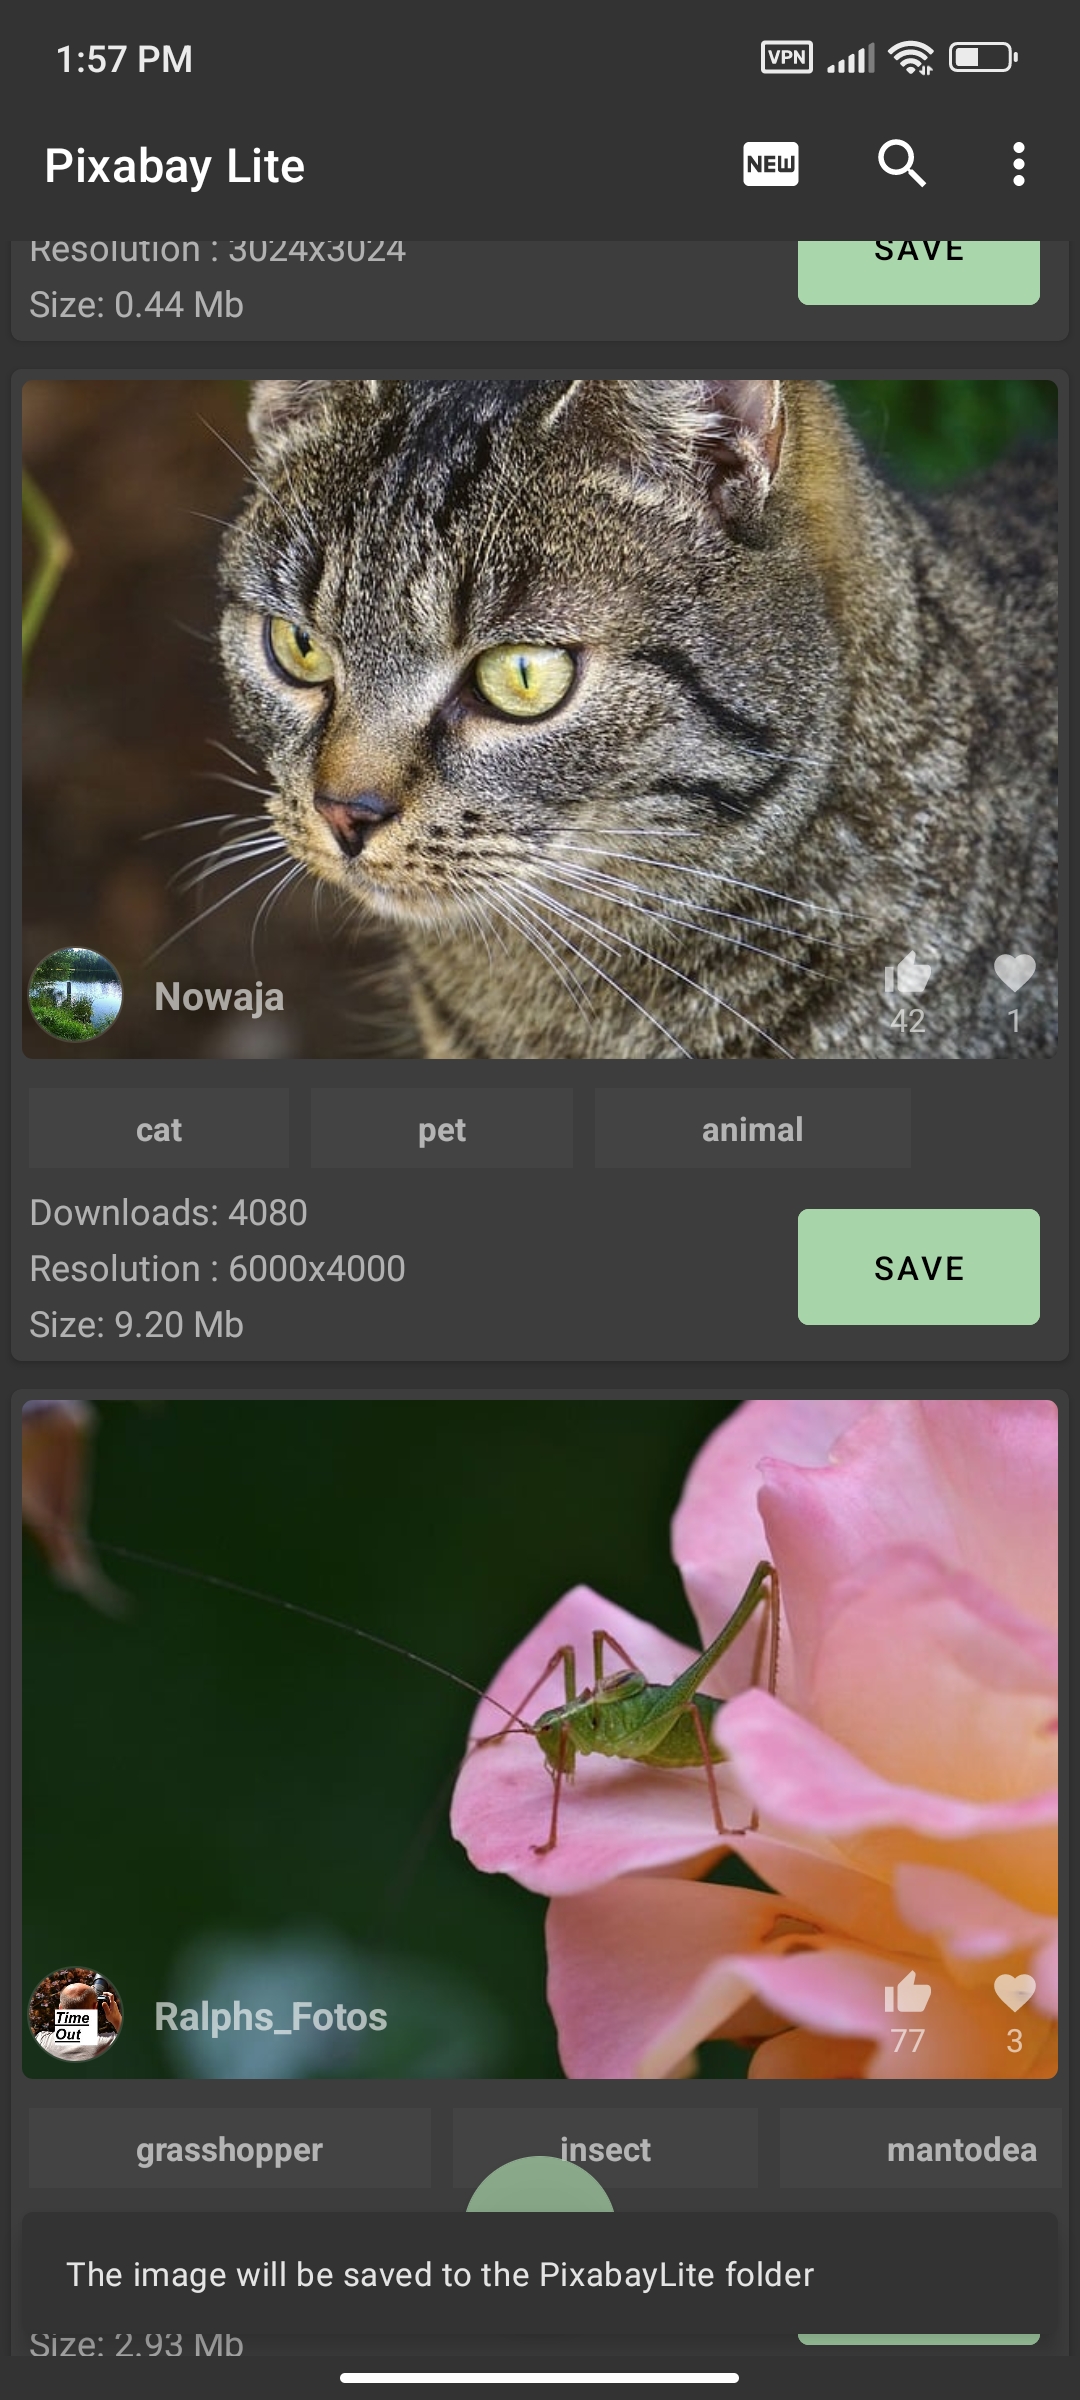 1:57 PM
VPN
Pixabay Lite
NEW
Resolution : 3024x3024
SAVE
Size: 0.44 Mb
Nowaja
42
1
cat
pet
animal
Downloads: 4080
Resolution : 6000x4000
SAVE
Size: 9.20 Mb
Time
Out
Ralphs_Fotos
77
3
grasshopper
insect
mantodea
The image will be saved to the PixabayLite folder
Size: 2.93 Mb